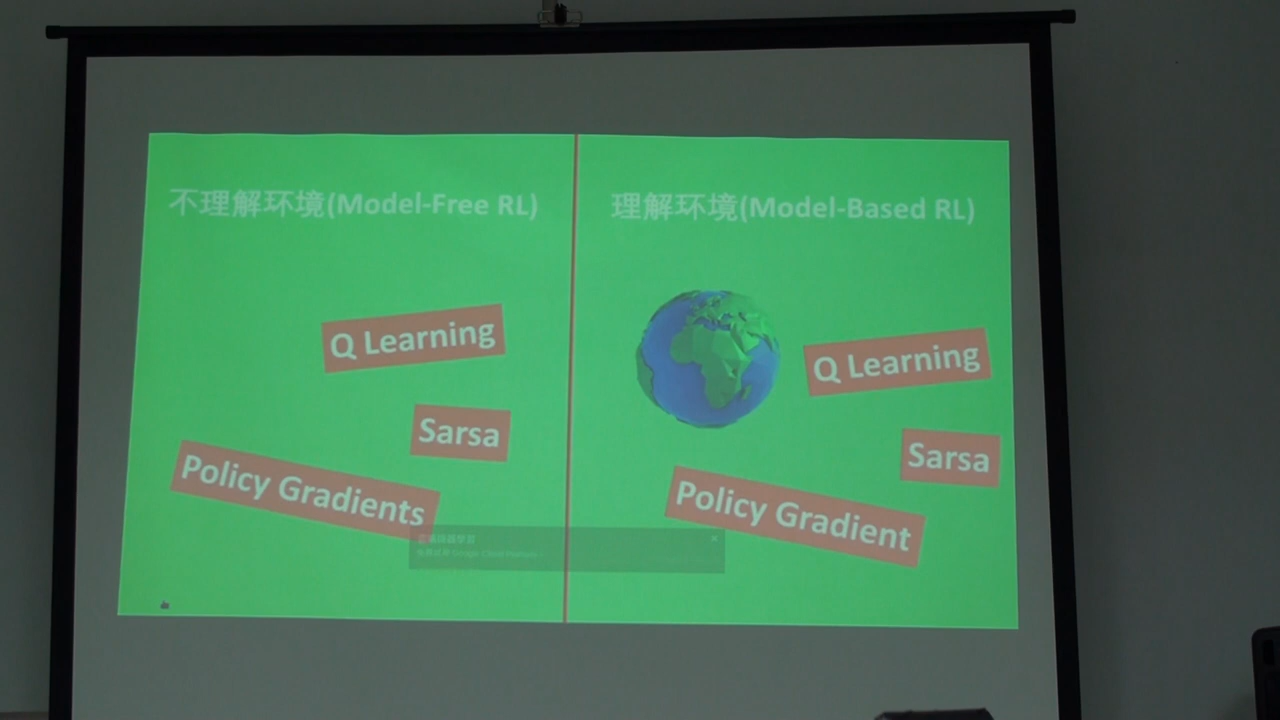 不理解环境(Model-Free RL)
Q Learning
Sarsa
Policy Gradients
理解环境(Model-Based RL)
Q Learning
Sarsa
Policy Gradient